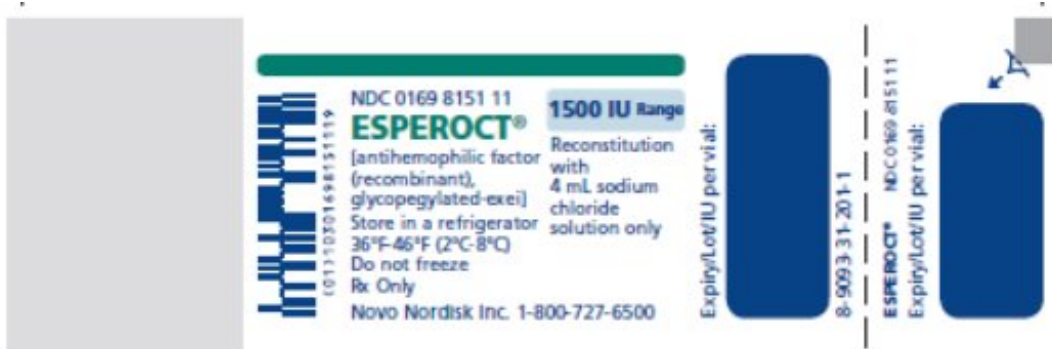 NDC 0169 8151 11
ESPEROCT®
[antihemophilic factor
(recombinant),
glycopegylated-exei]
Store in a refrigerator
36°F-46°F (2°C-8°C)
Do not freeze
Rx Only
Novo Nordisk Inc. 1-800-727-6500
1500 IU Range
Reconstitution
with
4 mL sodium
chloride
solution only
(01)10301698151119
Expiry/Lot/IU per vial:
8-9093-31-201-1
ESPEROCT® NDC 0169 8151 11
Expiry/Lot/IU per vial: